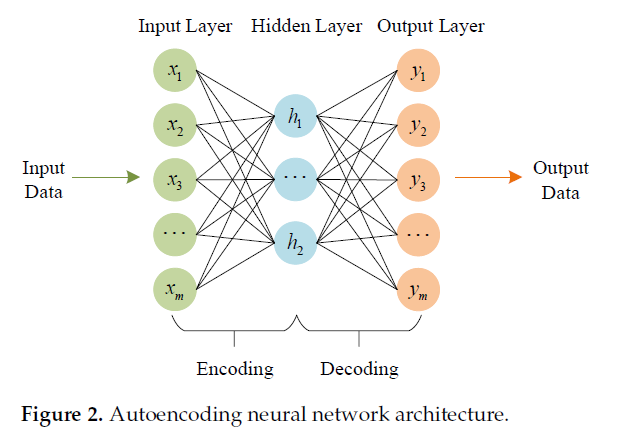 Input Layer Hidden Layer Output Layer
x1 y1
h1
x2 y2
Input Data x3 ... y3 Output Data
... ...
h2
xm ym
Encoding Decoding
Figure 2. Autoencoding neural network architecture.